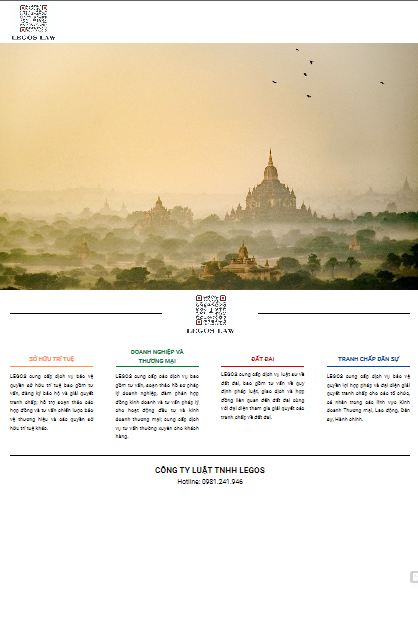 LEGOS LAW
LEGOS LAW
SỞ HỮU TRÍ TUỆ
LEGOS cung cấp dịch vụ bảo vệ
quyền sở hữu trí tuệ bao gồm tư
vấn, đăng ký bảo hộ và giải quyết
tranh chấp; hỗ trợ soạn thảo các
hợp đồng và tư vấn chiến lược bảo
vệ thương hiệu và các quyền sở
hữu trí tuệ khác.
DOANH NGHIỆP VÀ
THƯƠNG MẠI
LEGOS cung cấp các dịch vụ bao
gồm tư vấn, soạn thảo hồ sơ pháp
lý doanh nghiệp, đàm phán hợp
đồng kinh doanh và tư vấn pháp lý
cho hoạt động đầu tư và kinh
doanh thương mại; cung cấp dịch
vụ tư vấn thường xuyên cho khách
hàng.
ĐẤT ĐAI
LEGOS cung cấp dịch vụ luật sư về
đất đai, bao gồm tư vấn về quy
định pháp luật, giao dịch và hợp
đồng liên quan đến đất đai cùng
với đại diện tham gia giải quyết các
tranh chấp về đất đai.
TRANH CHẤP DÂN SỰ
LEGOS cung cấp dịch vụ bảo vệ
quyền lợi hợp pháp và đại diện giải
quyết tranh chấp cho các tổ chức,
cá nhân trong các lĩnh vực Kinh
doanh Thương mại, Lao động, Dân
sự, Hành chính.
CÔNG TY LUẬT TNHH LEGOS
Hotline: 0981.241.946